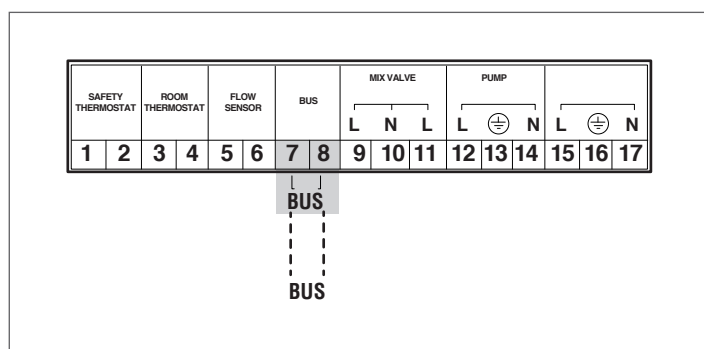 SAFETY THERMOSTAT
ROOM THERMOSTAT
FLOW SENSOR
BUS
MIX VALVE
PUMP
L N L L N L N
1 2 3 4 5 6 7 8 9 10 11 12 13 14 15 16 17
BUS
BUS